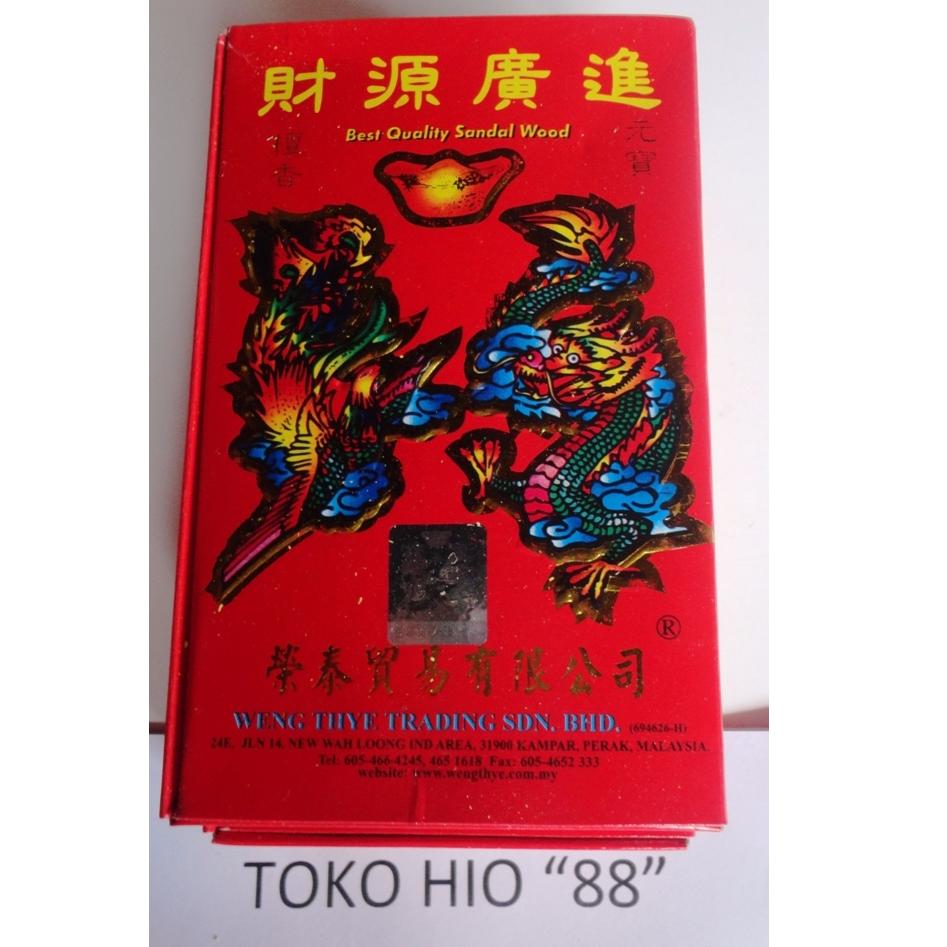 財源廣進
Best Quality Sandal Wood
檀香
元寶
®
榮泰貿易有限公司
WENG THYE TRADING SDN. BHD. (694626-H)
24E, JLN 14, NEW WAH LOONG IND AREA, 31900 KAMPAR, PERAK, MALAYSIA.
Tel: 605-466-4245, 465 1618 Fax: 605-4652 333
website: www.wengthye.com.my
TOKO HIO “88”